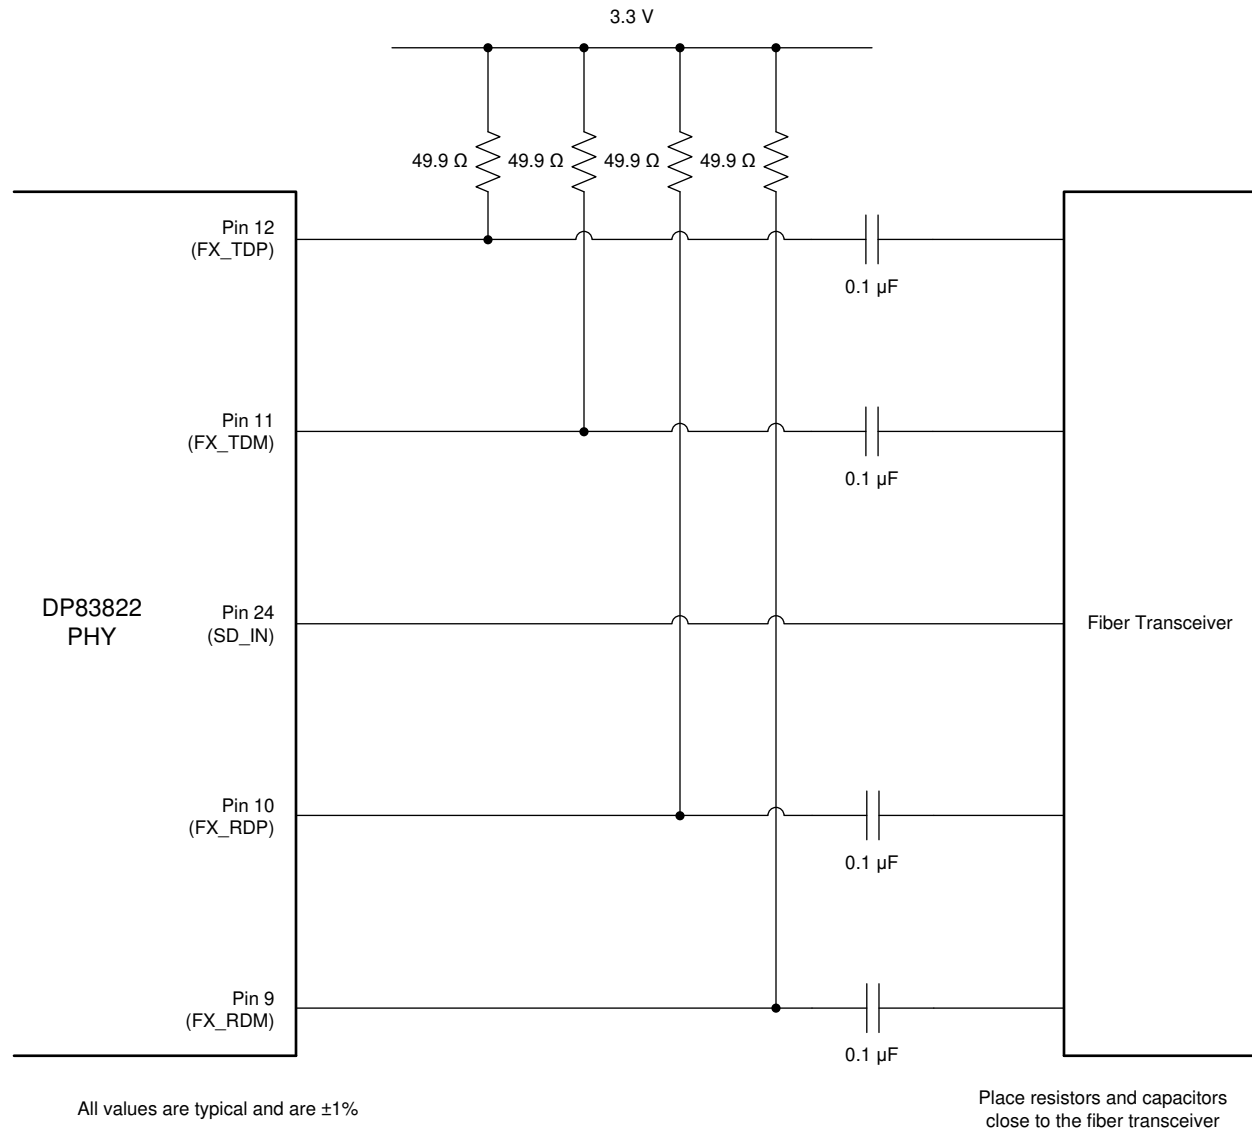 3.3 V
49.9 Ω 49.9 Ω 49.9 Ω 49.9 Ω
Pin 12
(FX_TDP)
0.1 µF
Pin 11
(FX_TDM)
0.1 µF
DP83822
PHY
Pin 24
(SD_IN)
Fiber Transceiver
Pin 10
(FX_RDP)
0.1 µF
Pin 9
(FX_RDM)
0.1 µF
All values are typical and are ±1%
Place resistors and capacitors
close to the fiber transceiver